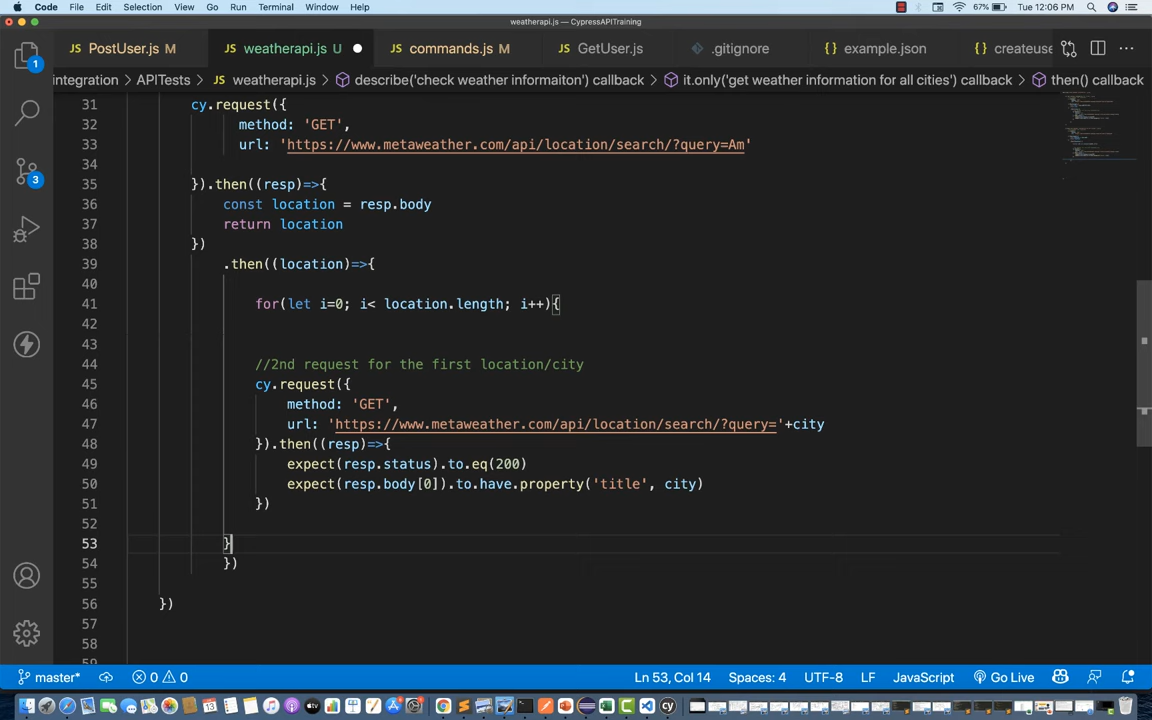 Code File Edit Selection View Go Run Terminal Window Help 67% Tue 12:06 PM
weatherapi.js — CypressAPITraining
JS PostUser.js M JS weatherapi.js U JS commands.js M JS GetUser.js .gitignore {} example.json {} createuse
integration > APITests > JS weatherapi.js > describe('check weather informaiton') callback > it.only('get weather information for all cities') callback > then() callback
31 cy.request({
32 method: 'GET',
33 url: 'https://www.metaweather.com/api/location/search/?query=Am'
34
35 }).then((resp)=>{
36 const location = resp.body
37 return location
38 })
39 .then((location)=>{
40
41 for(let i=0; i< location.length; i++){
42
43
44 //2nd request for the first location/city
45 cy.request({
46 method: 'GET',
47 url: 'https://www.metaweather.com/api/location/search/?query='+city
48 }).then((resp)=>{
49 expect(resp.status).to.eq(200)
50 expect(resp.body[0]).to.have.property('title', city)
51 })
52
53 }
54 })
55
56 })
57
58
59
1
3
master* 0 0 Ln 53, Col 14 Spaces: 4 UTF-8 LF JavaScript Go Live